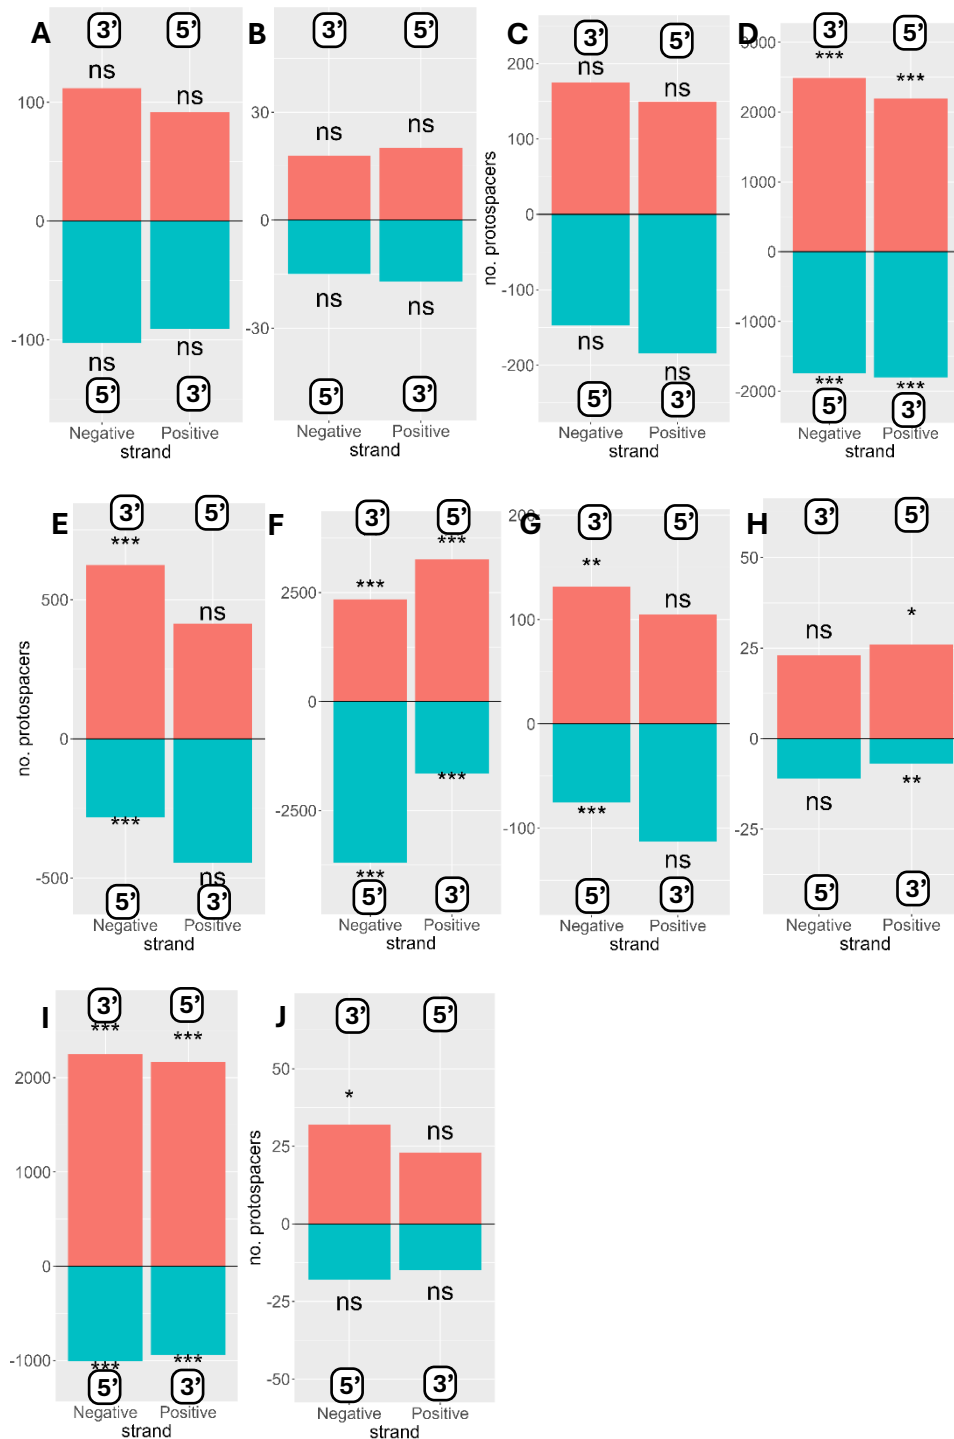 A 3’ 5’
ns
ns
100
0
-100
ns
ns
5’ 3’
Negative Positive
strand
B 3’ 5’
30
ns
ns
0
ns
ns
-30
5’ 3’
Negative Positive
strand
C 3’ 5’
200
ns
ns
100
no. protospacers
0
-100
ns
-200
ns
5’ 3’
Negative Positive
strand
D 3’ 5’
3000
***
***
2000
1000
0
-1000
-2000
***
***
5’ 3’
Negative Positive
strand
E 3’ 5’
***
500
ns
no. protospacers
0
***
-500
ns
5’ 3’
Negative Positive
strand
F 3’ 5’
***
***
2500
0
***
-2500
***
5’ 3’
Negative Positive
strand
G 3’ 5’
200
**
ns
100
0
***
-100
ns
5’ 3’
Negative Positive
strand
H 3’ 5’
50
*
ns
25
0
**
ns
-25
5’ 3’
Negative Positive
strand
I 3’ 5’
***
***
2000
1000
0
-1000
***
***
5’ 3’
Negative Positive
strand
J 3’ 5’
50
*
ns
25
no. protospacers
0
ns
ns
-25
-50
5’ 3’
Negative Positive
strand